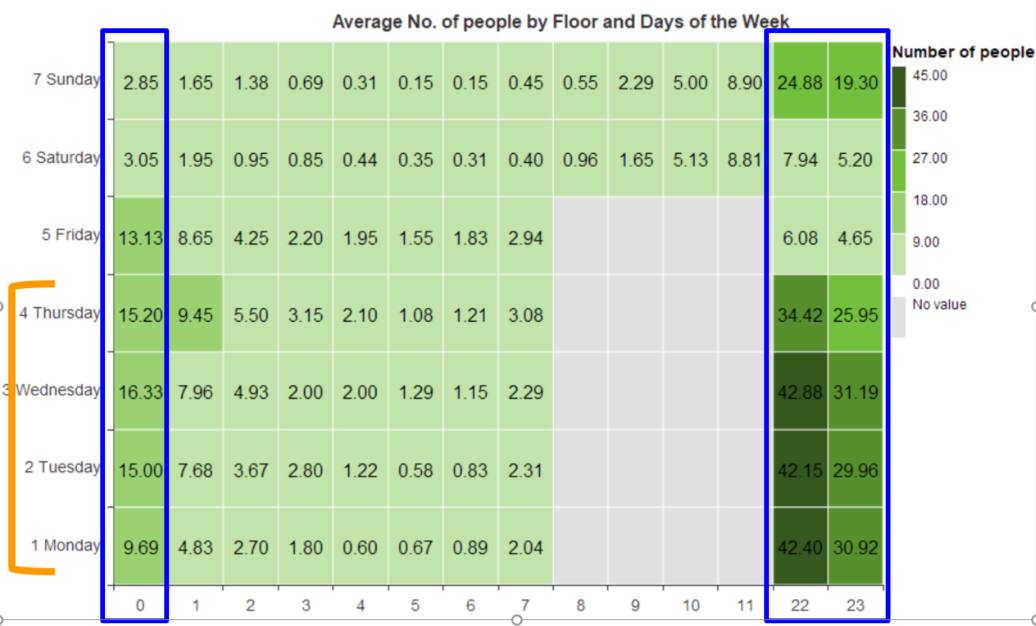 Average No. of people by Floor and Days of the Week
Number of people
45.00
36.00
27.00
18.00
9.00
0.00
No value
7 Sunday 2.85 1.65 1.38 0.69 0.31 0.15 0.15 0.45 0.55 2.29 5.00 8.90 24.88 19.30
6 Saturday 3.05 1.95 0.95 0.85 0.44 0.35 0.31 0.40 0.96 1.65 5.13 8.81 7.94 5.20
5 Friday 13.13 8.65 4.25 2.20 1.95 1.55 1.83 2.94 6.08 4.65
4 Thursday 15.20 9.45 5.50 3.15 2.10 1.08 1.21 3.08 34.42 25.95
3 Wednesday 16.33 7.96 4.93 2.00 2.00 1.29 1.15 2.29 42.88 31.19
2 Tuesday 15.00 7.68 3.67 2.80 1.22 0.58 0.83 2.31 42.15 29.96
1 Monday 9.69 4.83 2.70 1.80 0.60 0.67 0.89 2.04 42.40 30.92
0 1 2 3 4 5 6 7 8 9 10 11 22 23